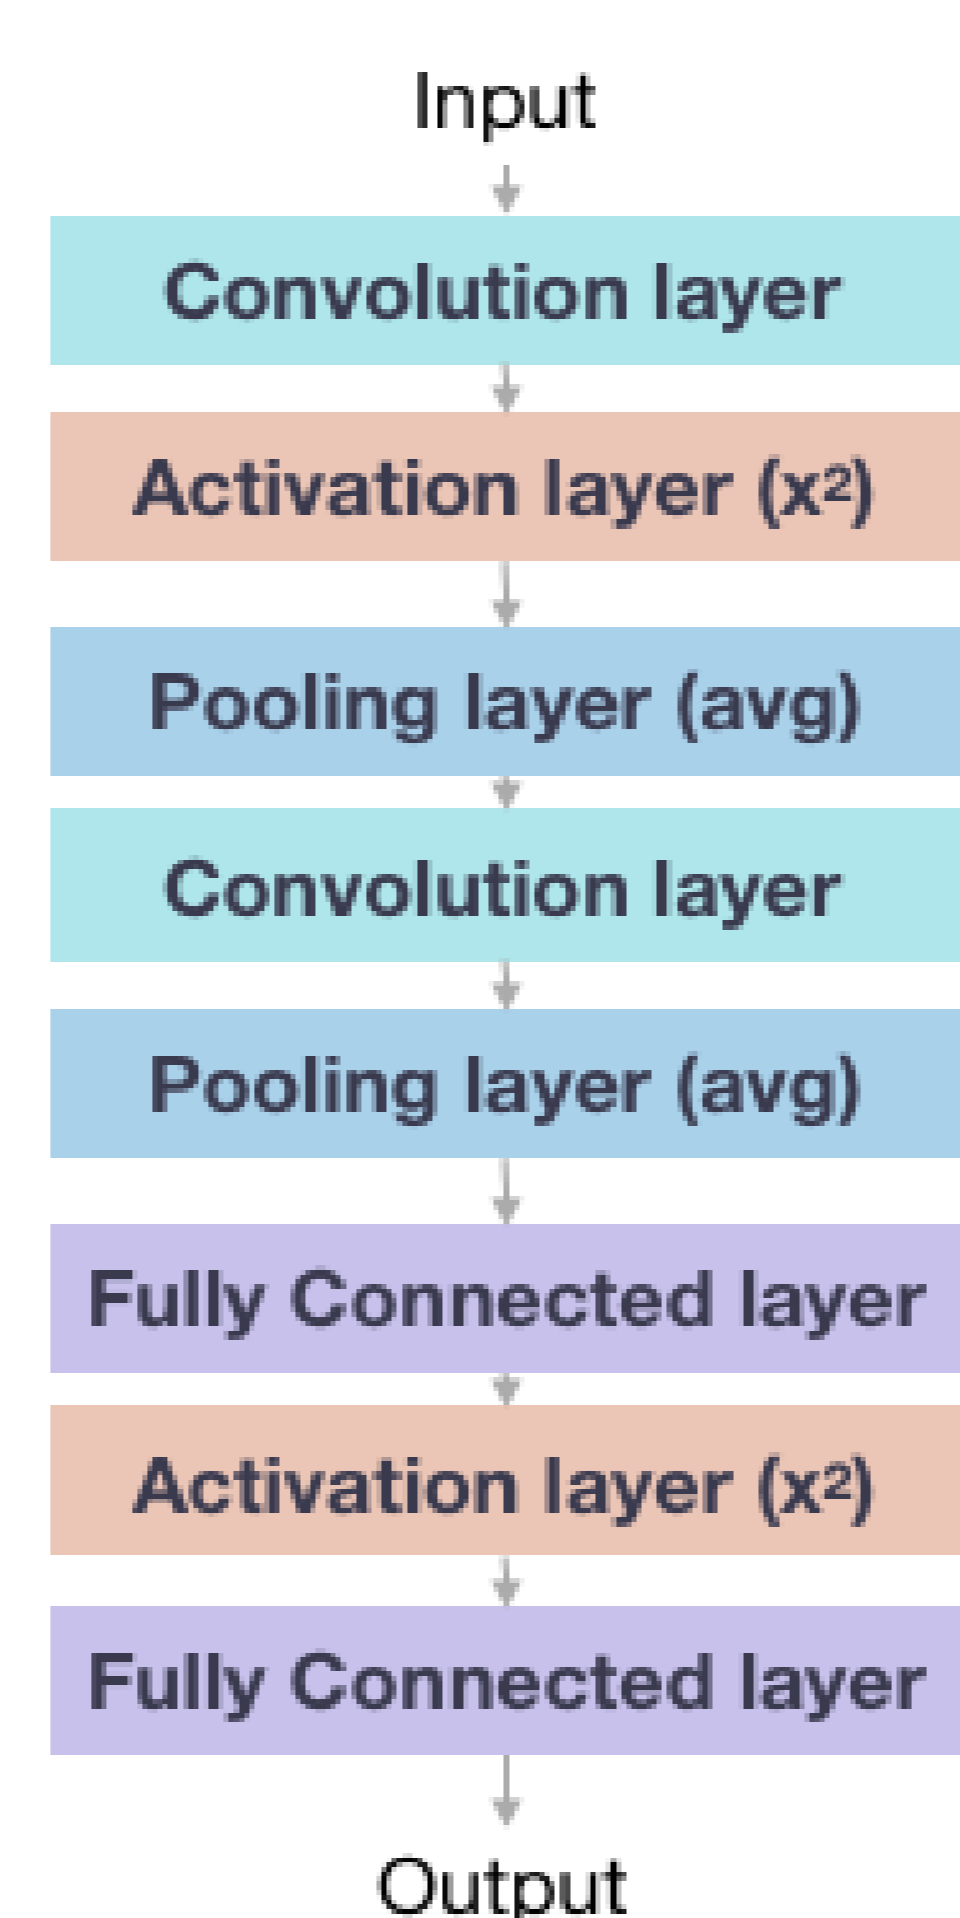 Input
Convolution layer
Activation layer (x²)
Pooling layer (avg)
Convolution layer
Pooling layer (avg)
Fully Connected layer
Activation layer (x²)
Fully Connected layer
Output